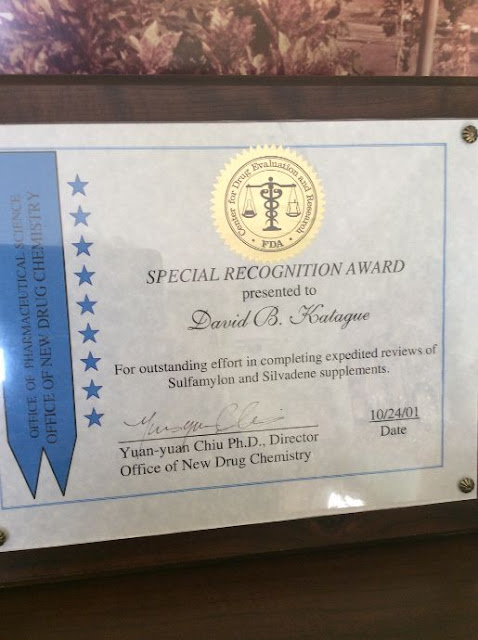 OFFICE OF PHARMACEUTICAL SCIENCE
OFFICE OF NEW DRUG CHEMISTRY
Center for Drug Evaluation and Research
• FDA •
SPECIAL RECOGNITION AWARD
presented to
David B. Katague
For outstanding effort in completing expedited reviews of
Sulfamylon and Silvadene supplements.
10/24/01
Yuan-yuan Chiu Ph.D., Director
Date
Office of New Drug Chemistry